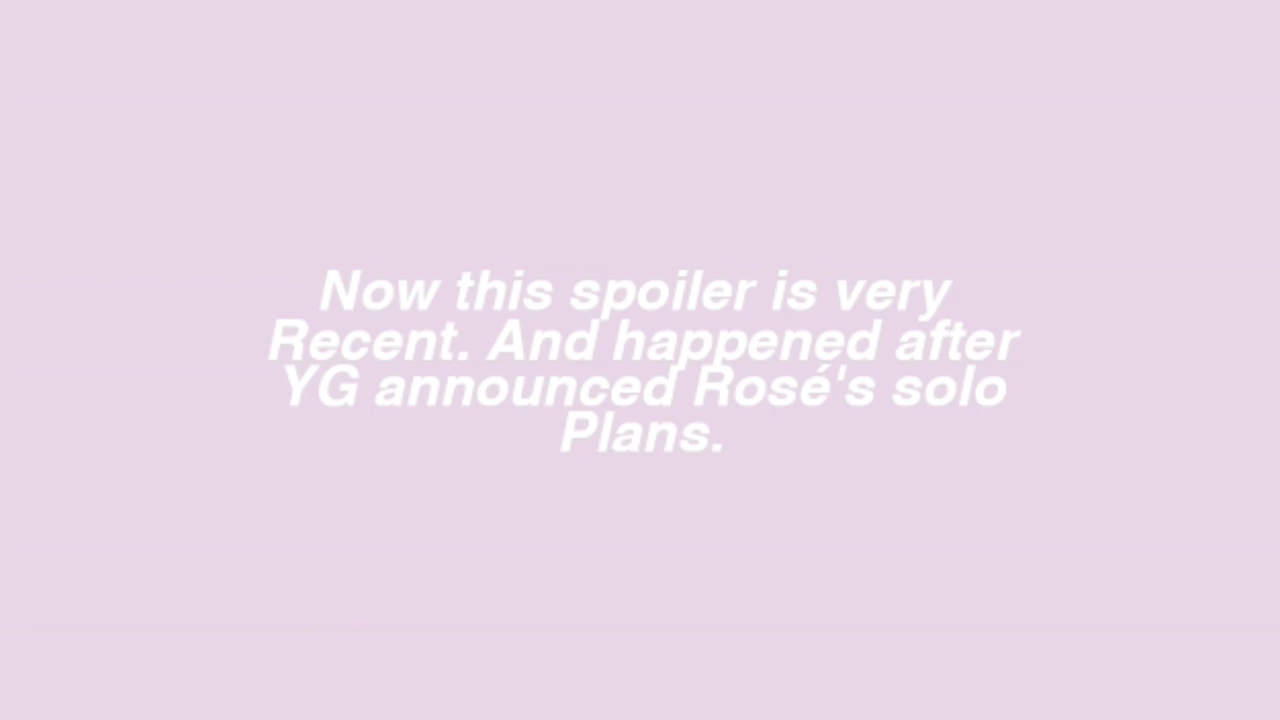 Now this spoiler is very
Recent. And happened after
YG announced Rosé's solo
Plans.